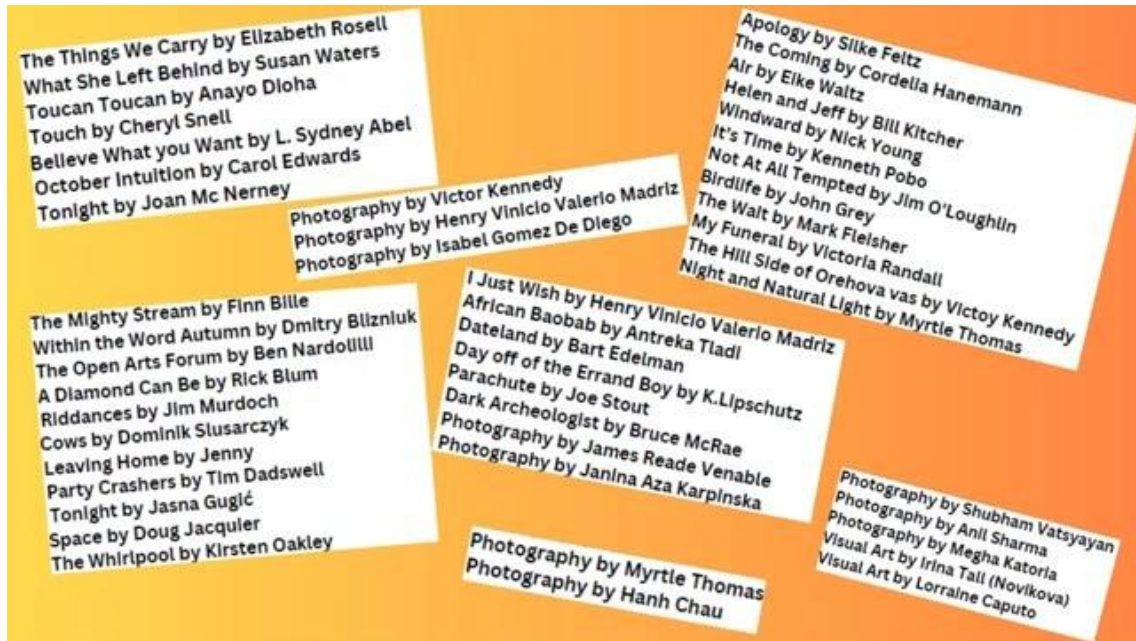 The Things We Carry by Elizabeth Rosell
What She Left Behind by Susan Waters
Toucan Toucan by Anayo Dioha
Touch by Cheryl Snell
Believe What you Want by L. Sydney Abel
October Intuition by Carol Edwards
Tonight by Joan Mc Nerney
Photography by Victor Kennedy
Photography by Henry Vinicio Valerio Madriz
Photography by Isabel Gomez De Diego
Apology by Silke Feltz
The Coming by Cordelia Hanemann
Air by Eike Waltz
Helen and Jeff by Bill Kitcher
Windward by Nick Young
It's Time by Kenneth Pobo
Not At All Tempted by Jim O'Loughlin
Birdlife by John Grey
The Wait by Mark Fleisher
My Funeral by Victoria Randall
The Hill Side of Orehova vas by Victoy Kennedy
Night and Natural Light by Myrtle Thomas
The Mighty Stream by Finn Bille
Within the Word Autumn by Dmitry Blizniuk
The Open Arts Forum by Ben Nardolilli
A Diamond Can Be by Rick Blum
Riddances by Jim Murdoch
Cows by Dominik Slusarczyk
Leaving Home by Jenny
Party Crashers by Tim Dadswell
Tonight by Jasna Gugić
Space by Doug Jacquier
The Whirlpool by Kirsten Oakley
I Just Wish by Henry Vinicio Valerio Madriz
African Baobab by Antreka Tladi
Dateland by Bart Edelman
Day off of the Errand Boy by K.Lipschutz
Parachute by Joe Stout
Dark Archeologist by Bruce McRae
Photography by James Reade Venable
Photography by Janina Aza Karpinska
Photography by Myrtle Thomas
Photography by Hanh Chau
Photography by Shubham Vatsyayan
Photography by Anil Sharma
Photography by Megha Katoria
Visual Art by Irina Tall (Novikova)
Visual Art by Lorraine Caputo